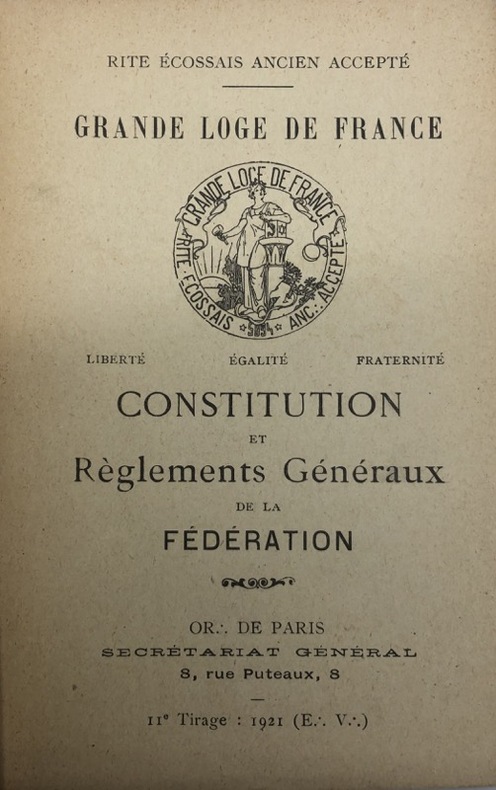 RITE ÉCOSSAIS ANCIEN ACCEPTÉ
GRANDE LOGE DE FRANCE
GRANDE LOGE DE FRANCE
RITE ÉCOSSAIS
ANC∴ ACCEPTÉ
5894
LIBERTÉ ÉGALITÉ FRATERNITÉ
CONSTITUTION
ET
Règlements Généraux
DE LA
FÉDÉRATION
OR∴ DE PARIS
SECRÉTARIAT GÉNÉRAL
8, rue Puteaux, 8
11e Tirage : 1921 (E∴ V∴)